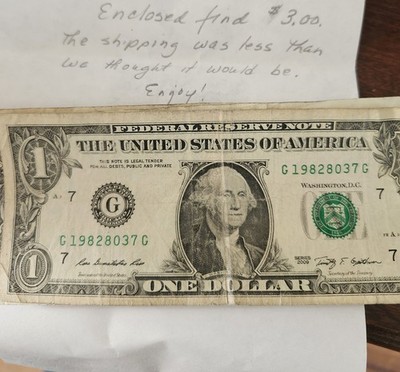 Enclosed find $3.00.
The shipping was less than
we thought it would be.
Enjoy!
FEDERAL RESERVE NOTE
THE UNITED STATES OF AMERICA
1
THIS NOTE IS LEGAL TENDER
FOR ALL DEBTS, PUBLIC AND PRIVATE
G 19828037 G
WASHINGTON, D.C.
7
7
G
G 19828037 G
7
7
1
SERIES
2009
ONE DOLLAR